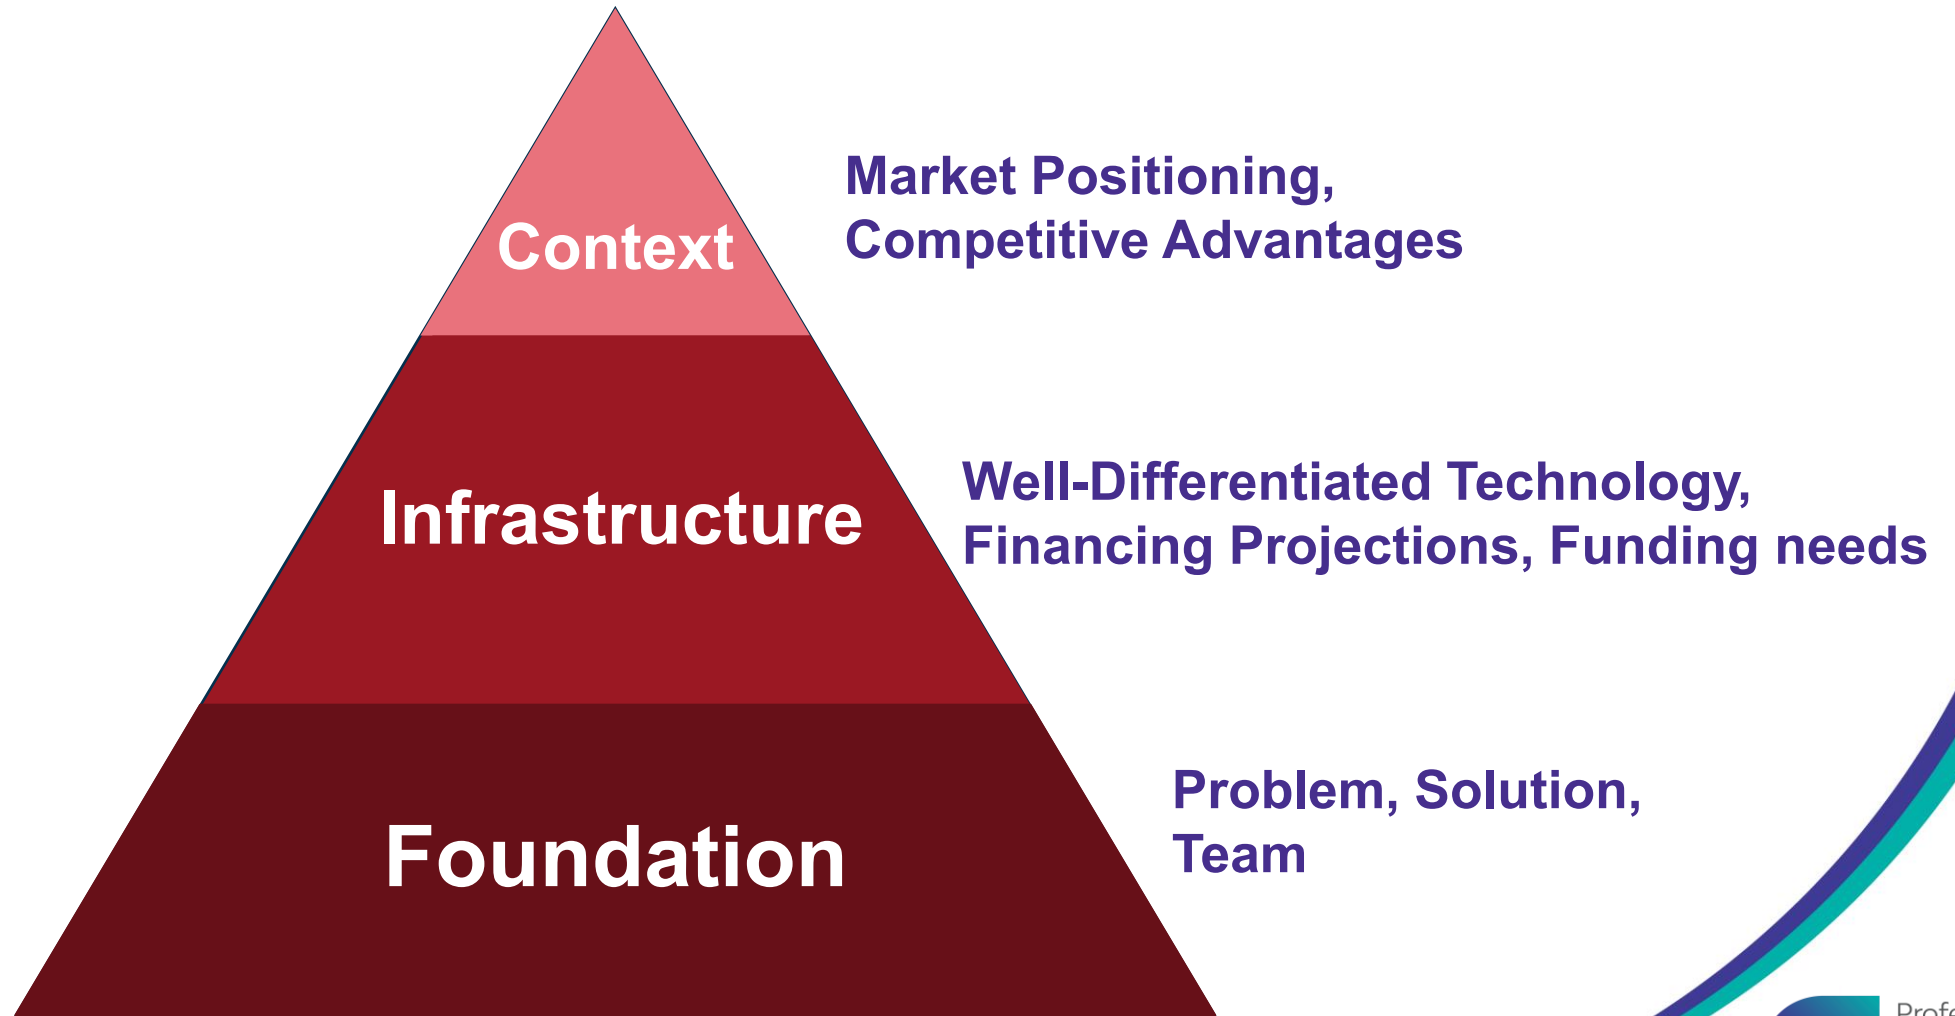 Context
Market Positioning,
Competitive Advantages
Infrastructure
Well-Differentiated Technology,
Financing Projections, Funding needs
Foundation
Problem, Solution,
Team